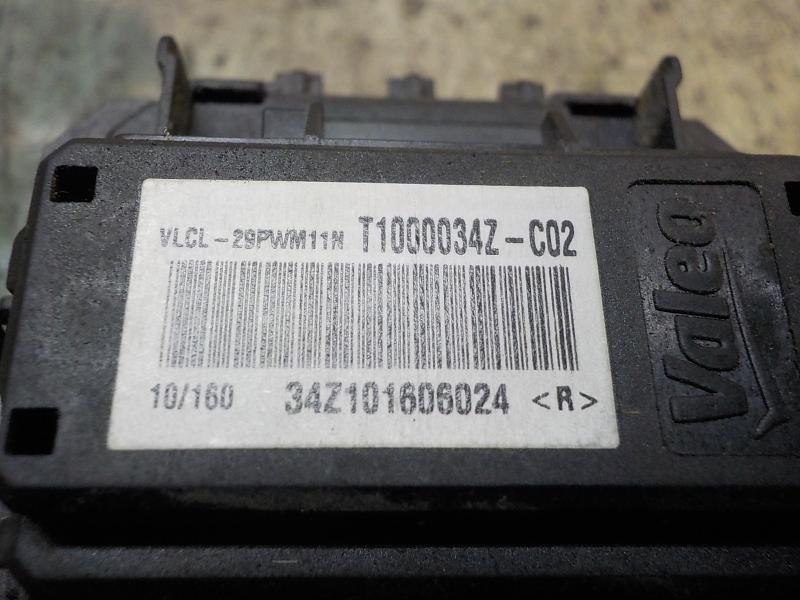 VLCL-29PWM11N T1000034Z-C02
10/160 34Z101606024 <R>
Valeo